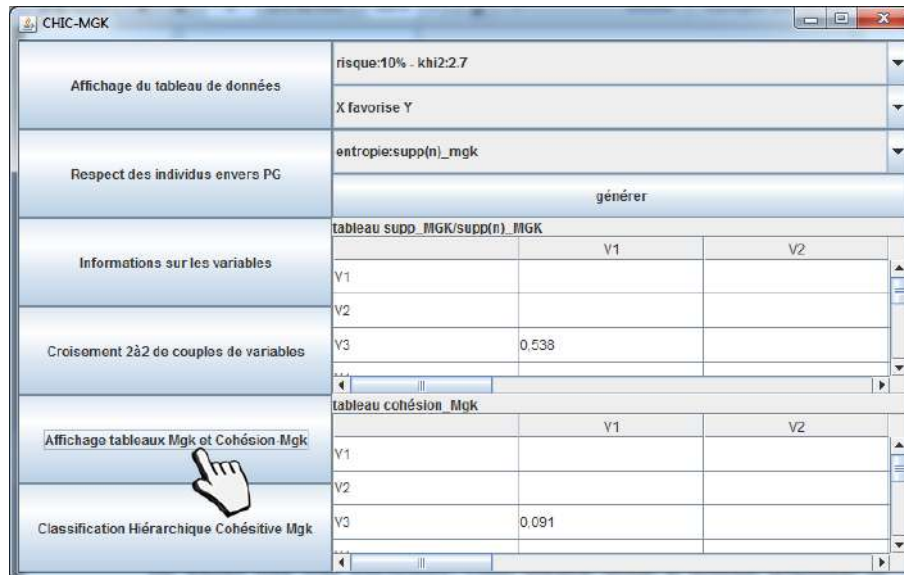 CHIC-MGK
Affichage du tableau de données
Respect des individus envers PG
Informations sur les variables
Croisement 2à2 de couples de variables
Affichage tableaux Mgk et Cohésion-Mgk
Classification Hiérarchique Cohésitive Mgk
risque:10% - khi2:2.7
X favorise Y
entropie:supp(n)_mgk
générer
tableau supp_MGK/supp(n)_MGK
V1 V2
V1
V2
V3 0,538
tableau cohésion_Mgk
V1 V2
V1
V2
V3 0,091